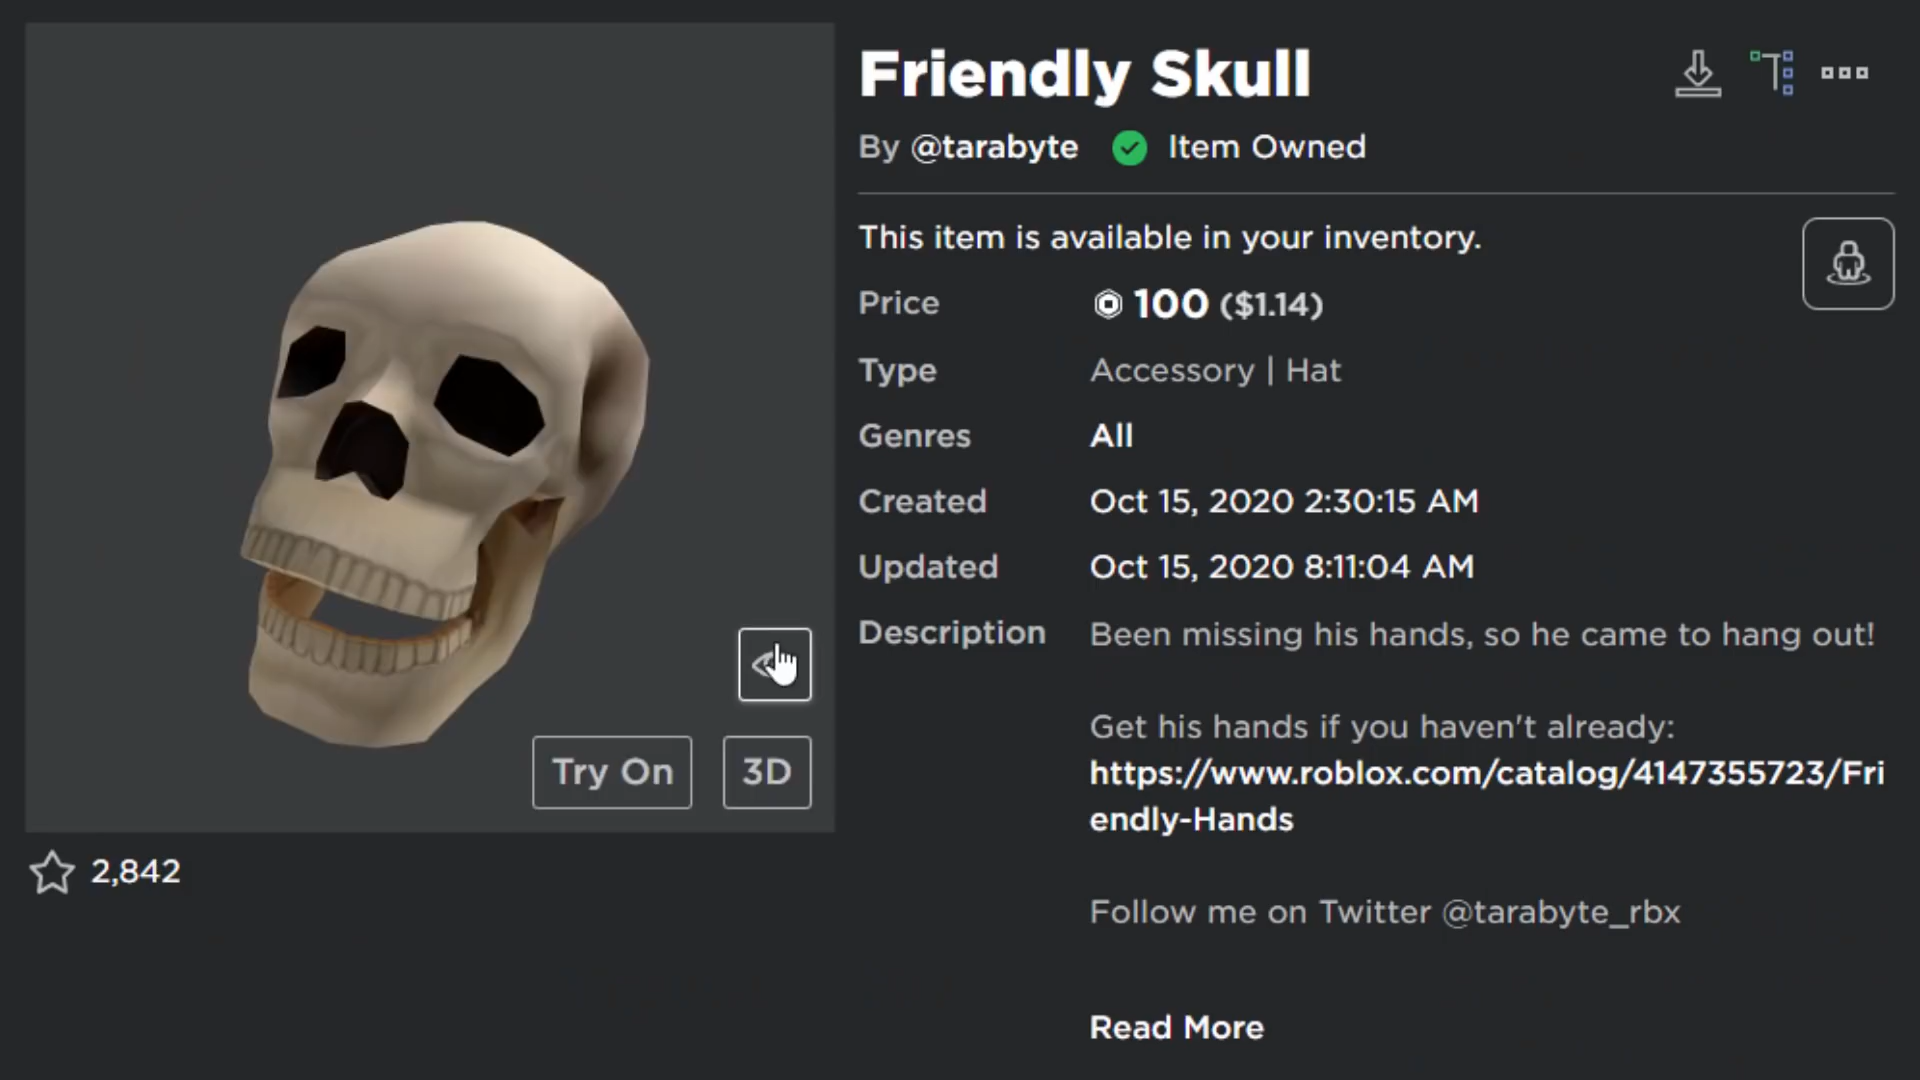 Friendly Skull
By @tarabyte Item Owned
This item is available in your inventory.
Price 100 ($1.14)
Type Accessory | Hat
Genres All
Created Oct 15, 2020 2:30:15 AM
Updated Oct 15, 2020 8:11:04 AM
Description Been missing his hands, so he came to hang out!
Get his hands if you haven't already:
https://www.roblox.com/catalog/4147355723/Fri
endly-Hands
Follow me on Twitter @tarabyte_rbx
Read More
Try On 3D
2,842